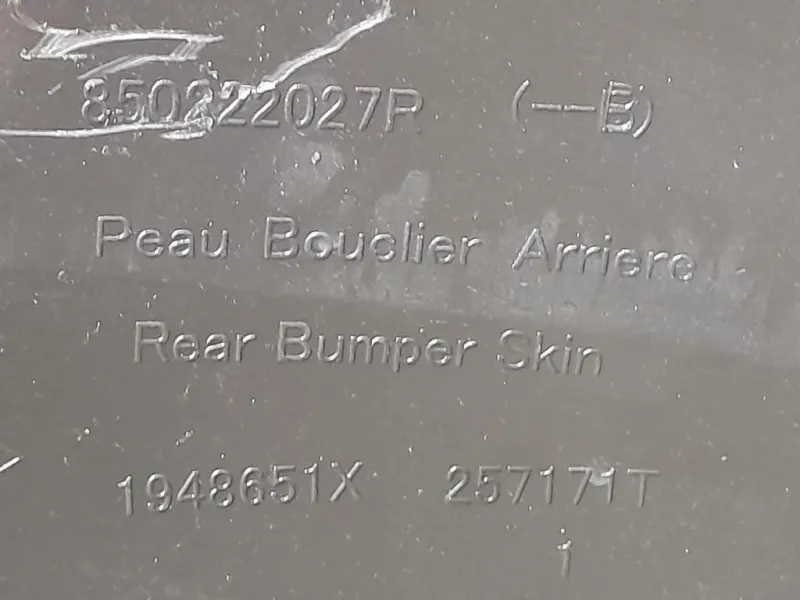 850222027R (--B)
Peau Bouclier Arriere
Rear Bumper Skin
1948651X 257171T
1